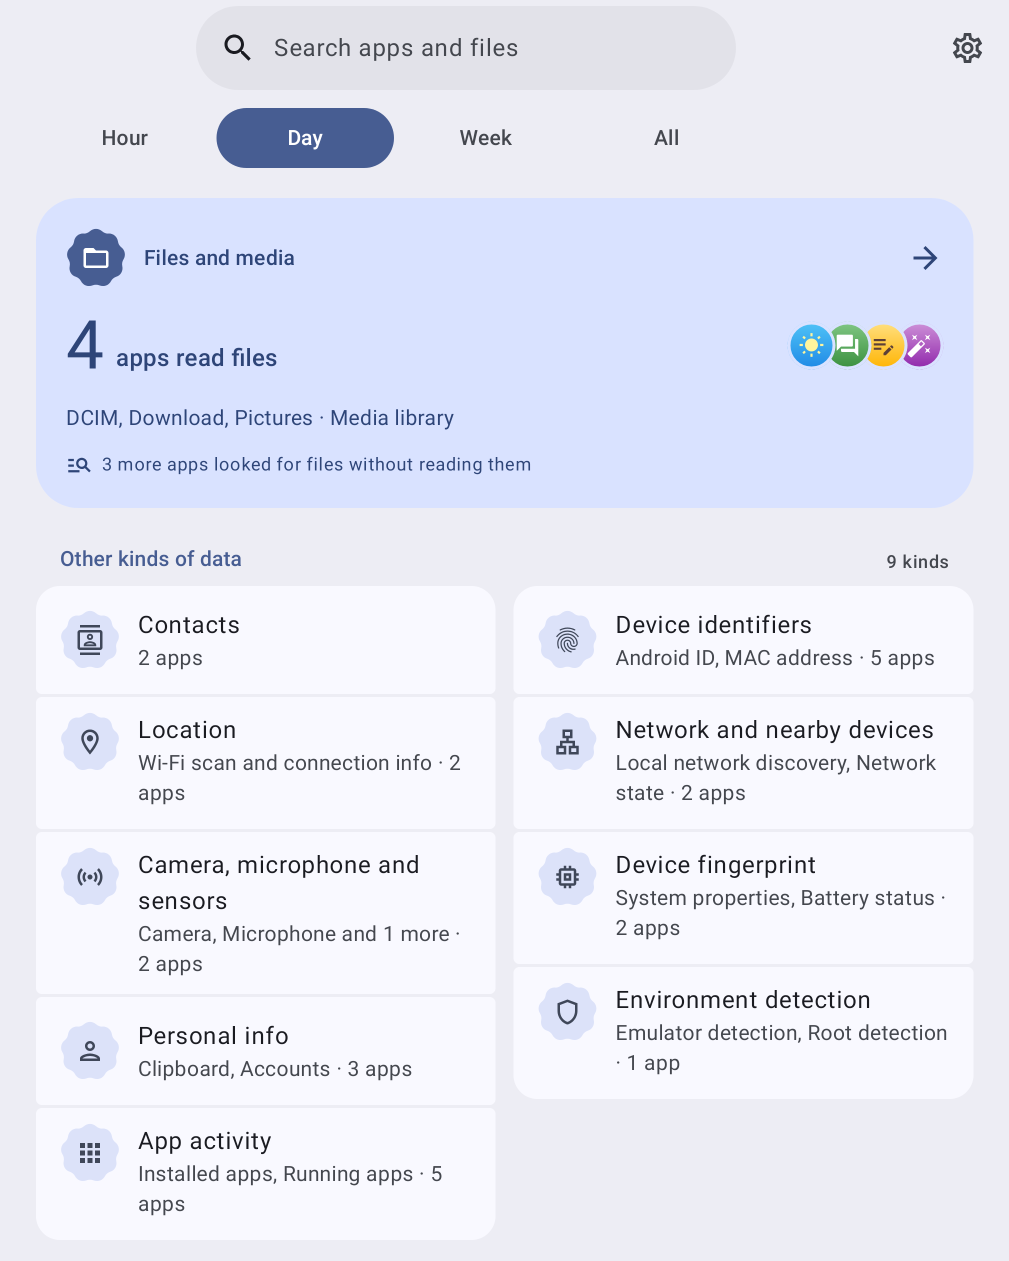 Search apps and files
Hour
Day
Week
All
Files and media
4 apps read files
DCIM, Download, Pictures · Media library
3 more apps looked for files without reading them
Other kinds of data
9 kinds
Contacts
2 apps
Location
Wi-Fi scan and connection info · 2
apps
Camera, microphone and
sensors
Camera, Microphone and 1 more ·
2 apps
Personal info
Clipboard, Accounts · 3 apps
App activity
Installed apps, Running apps · 5
apps
Device identifiers
Android ID, MAC address · 5 apps
Network and nearby devices
Local network discovery, Network
state · 2 apps
Device fingerprint
System properties, Battery status ·
2 apps
Environment detection
Emulator detection, Root detection
· 1 app